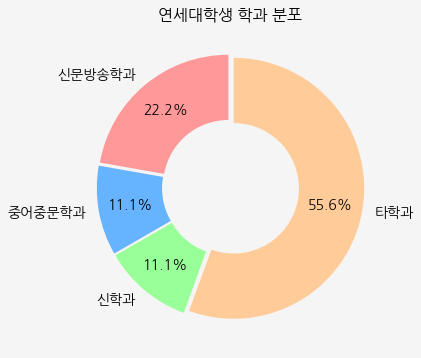 연세대학생 학과 분포
신문방송학과
22.2%
중어중문학과
11.1%
55.6%
타학과
11.1%
신학과